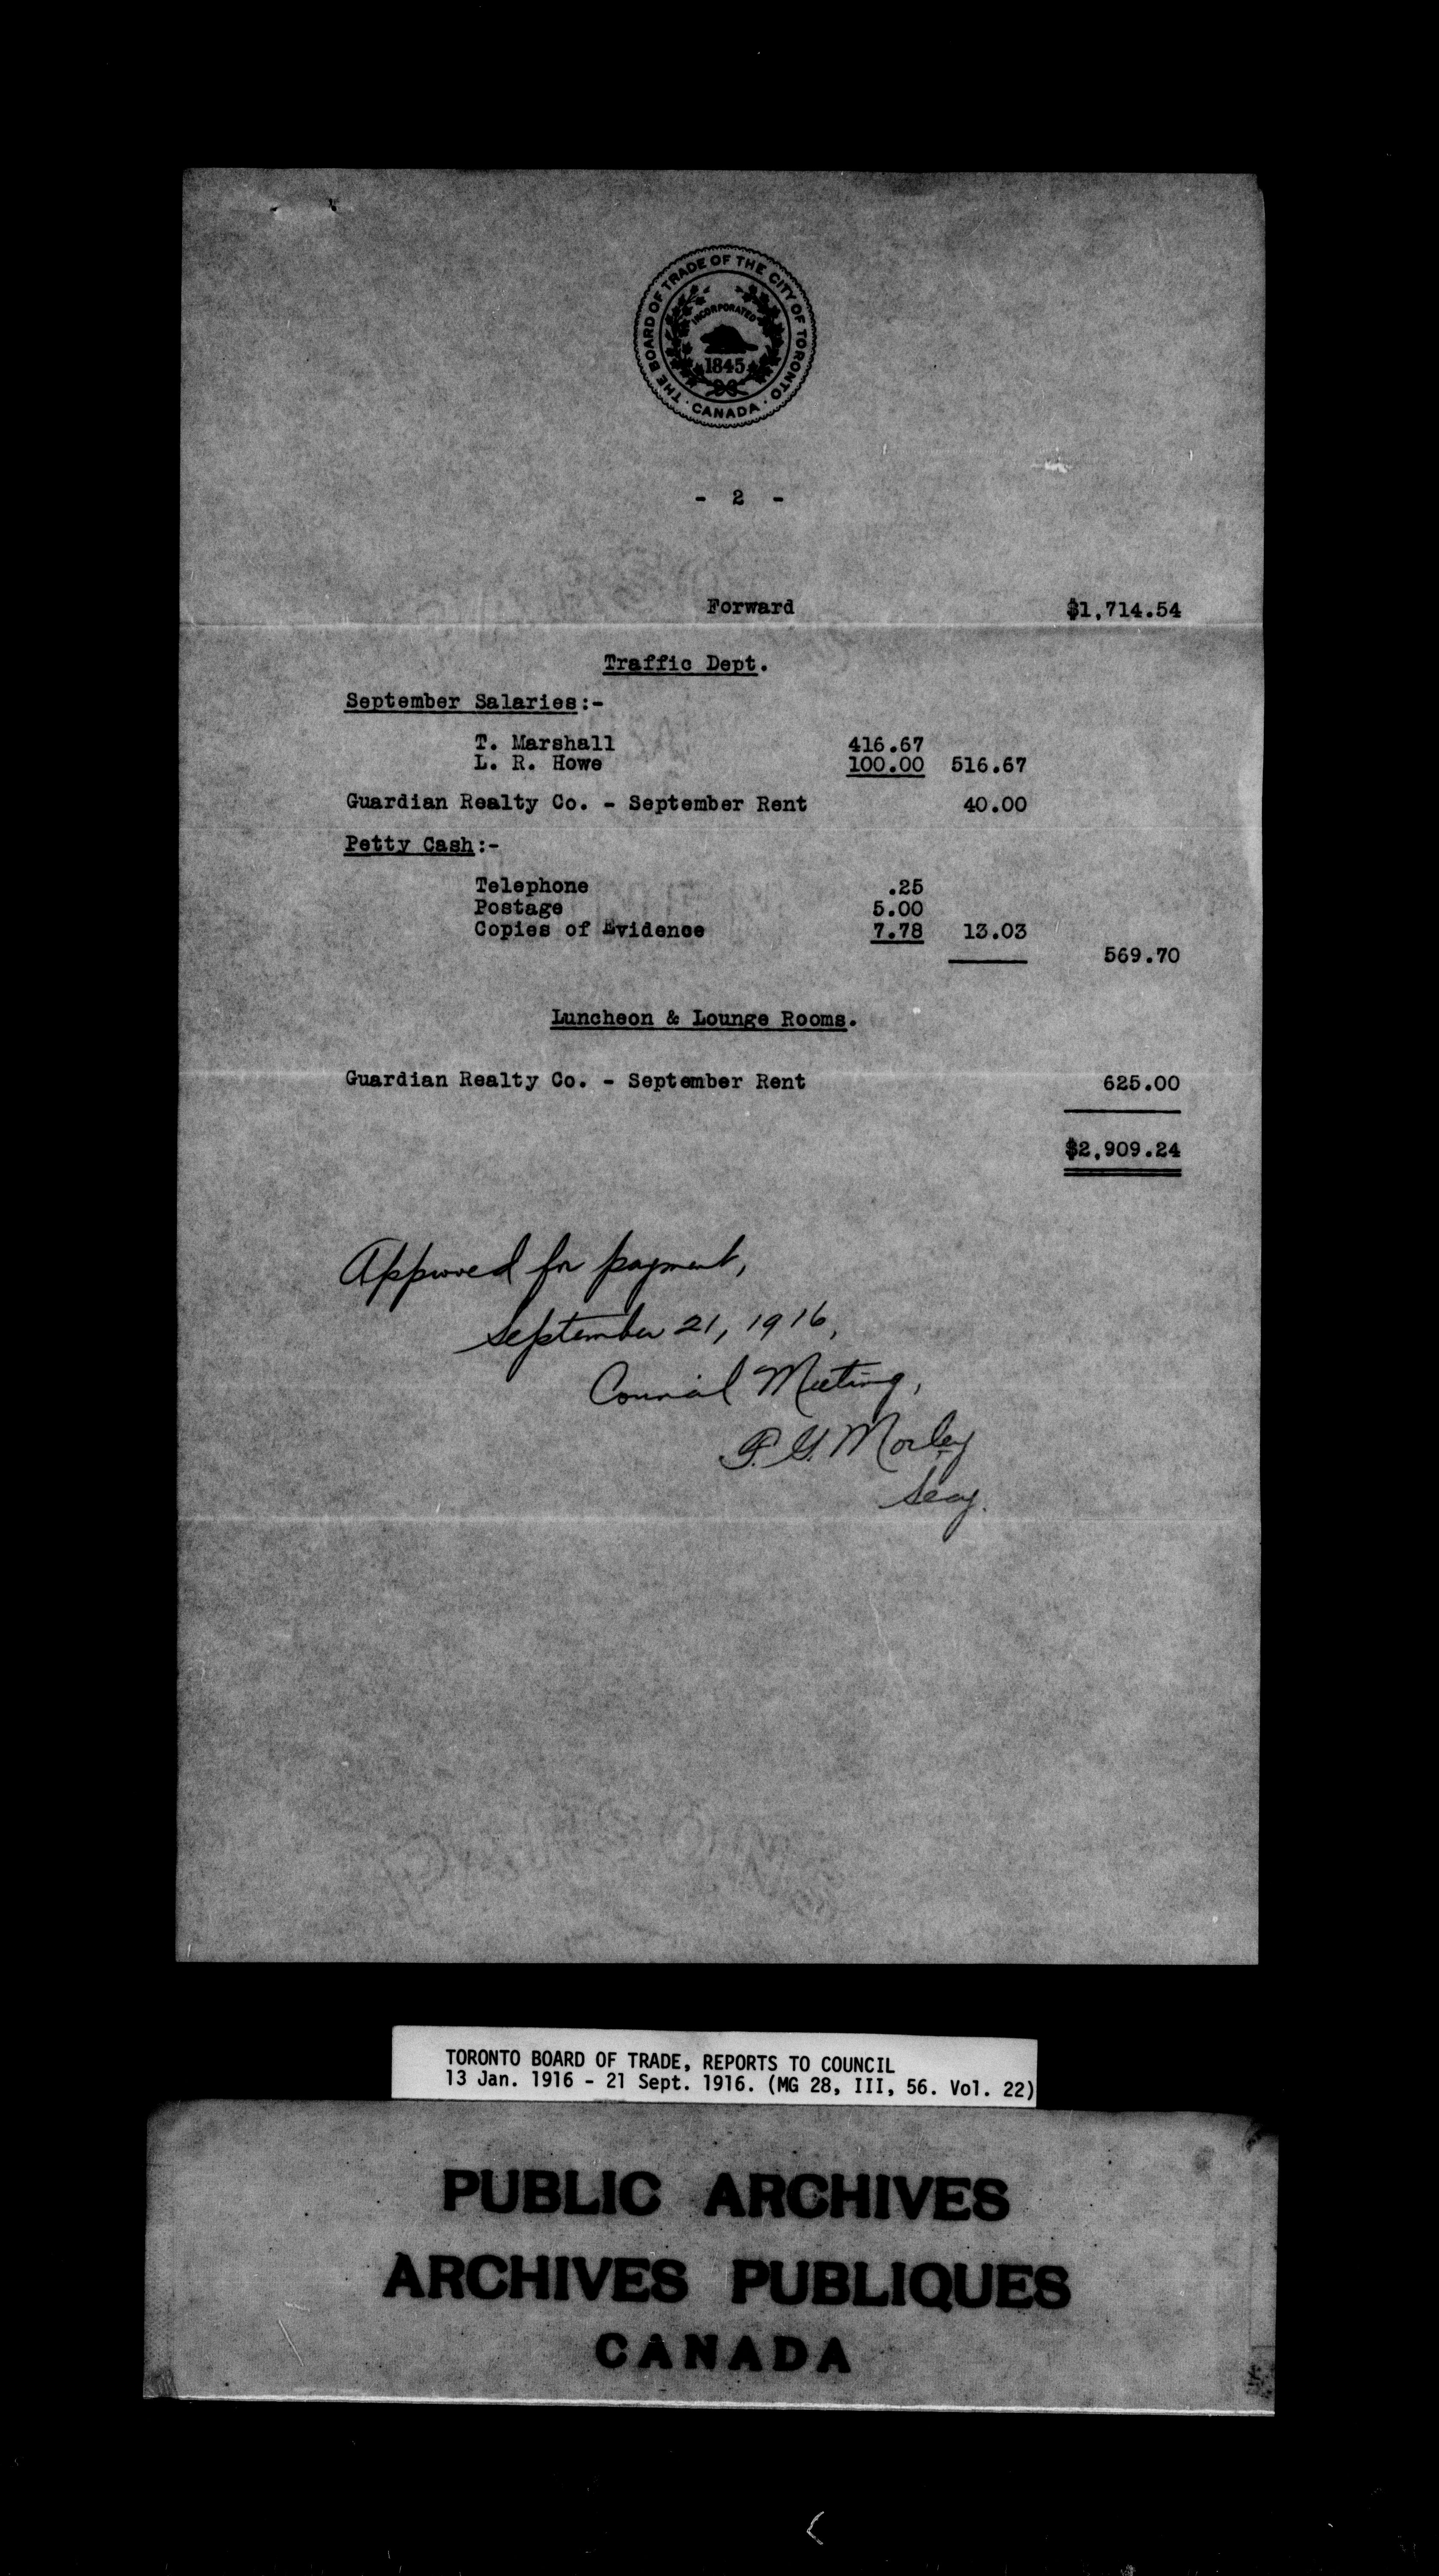 THE BOARD OF TRADE OF THE CITY OF TORONTO
· CANADA ·
INCORPORATED
1845
- 2 -
Forward $1,714.54
Traffic Dept.
September Salaries:-
T. Marshall 416.67
L. R. Howe 100.00 516.67
Guardian Realty Co. - September Rent 40.00
Petty Cash:-
Telephone .25
Postage 5.00
Copies of Evidence 7.78 13.03
569.70
Luncheon & Lounge Rooms.
Guardian Realty Co. - September Rent 625.00
$2,909.24
Approved for payment,
September 21, 1916,
Council Meeting,
F. G. Morley
Secy.
TORONTO BOARD OF TRADE, REPORTS TO COUNCIL
13 Jan. 1916 - 21 Sept. 1916. (MG 28, III, 56. Vol. 22)
PUBLIC ARCHIVES
ARCHIVES PUBLIQUES
CANADA